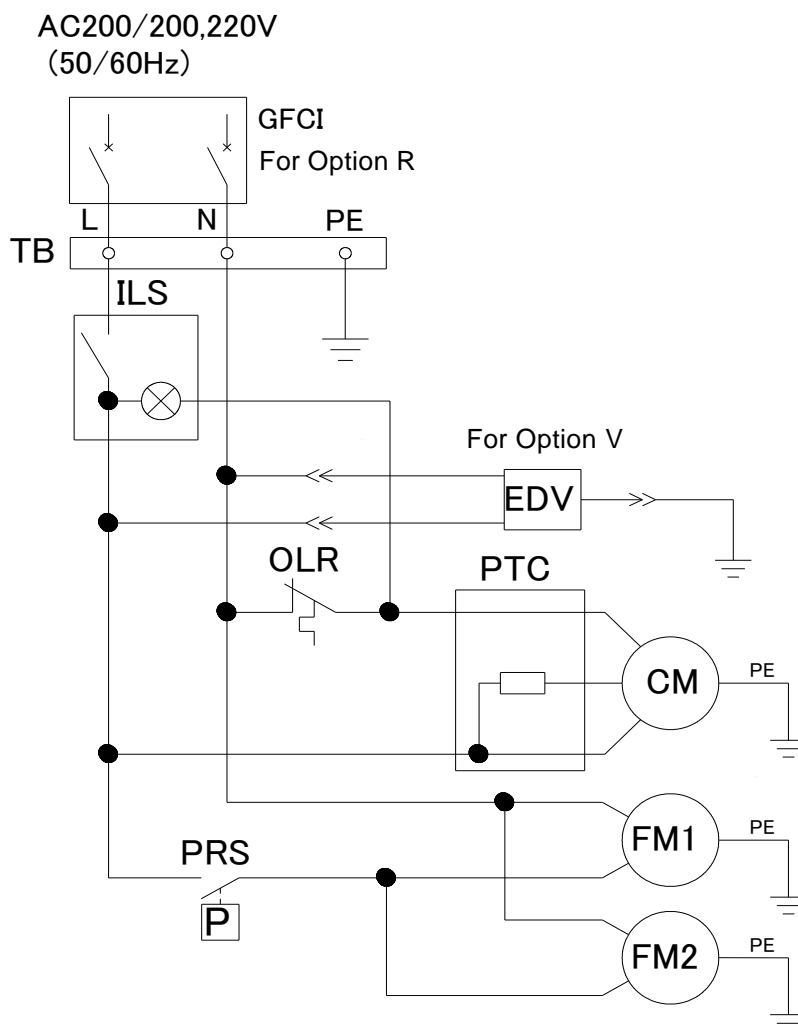 AC200/200,220V
(50/60Hz)
GFCI
For Option R
L
N
PE
TB
ILS
For Option V
EDV
OLR
PTC
CM
PE
FM1
PE
PRS
P
FM2
PE